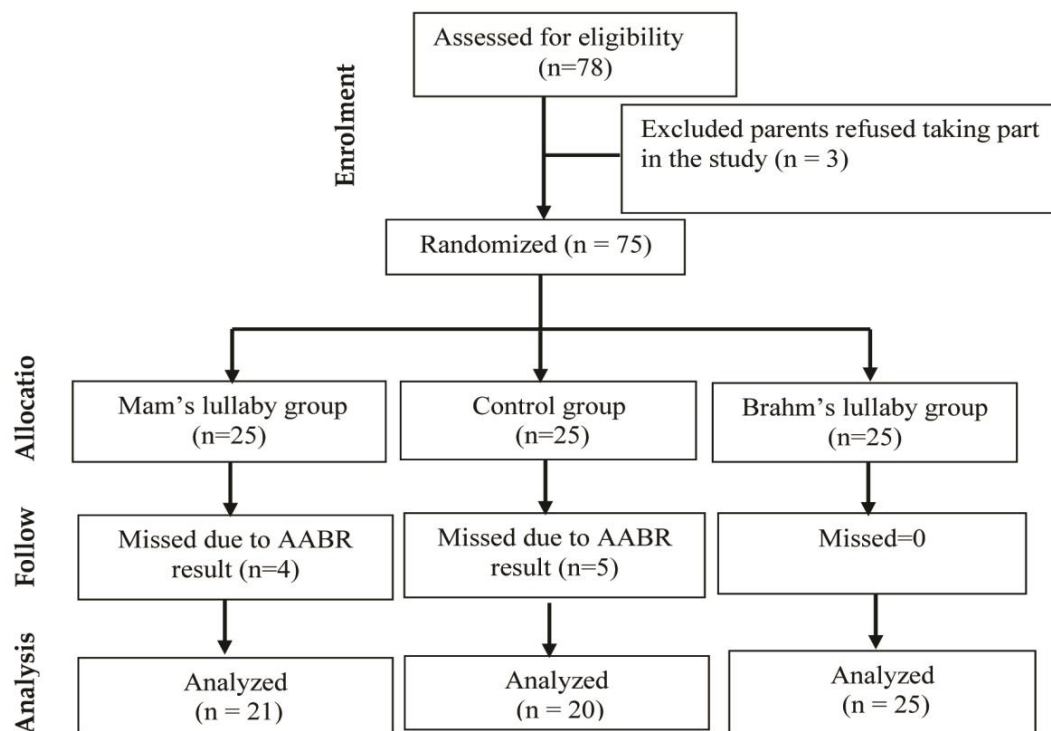 Enrolment
Assessed for eligibility
(n=78)
Excluded parents refused taking part
in the study (n = 3)
Randomized (n = 75)
Allocatio
Mam's lullaby group
(n=25)
Control group
(n=25)
Brahm's lullaby group
(n=25)
Follow
Missed due to AABR
result (n=4)
Missed due to AABR
result (n=5)
Missed=0
Analysis
Analyzed
(n = 21)
Analyzed
(n = 20)
Analyzed
(n = 25)